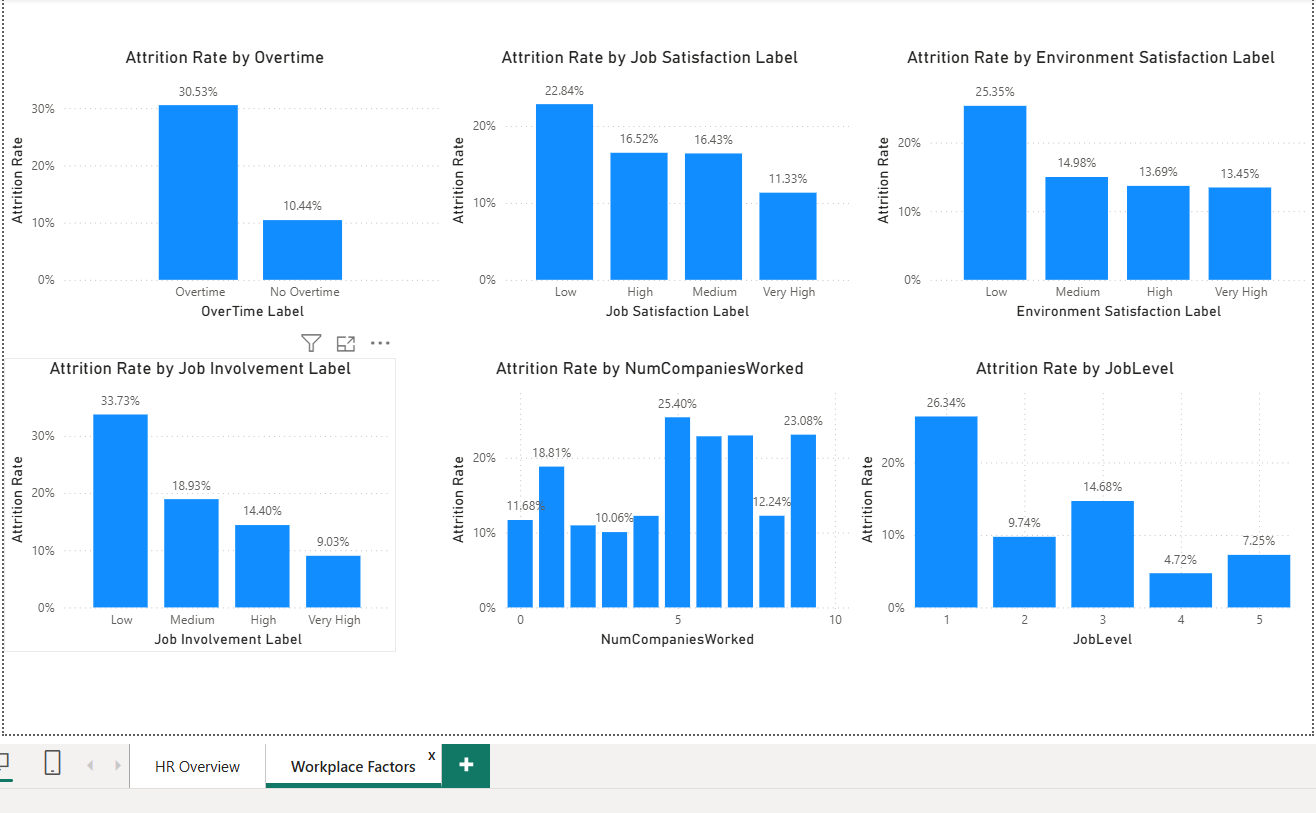 Attrition Rate by Overtime
Attrition Rate
30%
20%
10%
0%
30.53%
10.44%
Overtime
No Overtime
OverTime Label
Attrition Rate by Job Satisfaction Label
Attrition Rate
20%
10%
0%
22.84%
16.52%
16.43%
11.33%
Low
High
Medium
Very High
Job Satisfaction Label
Attrition Rate by Environment Satisfaction Label
Attrition Rate
20%
10%
0%
25.35%
14.98%
13.69%
13.45%
Low
Medium
High
Very High
Environment Satisfaction Label
Attrition Rate by Job Involvement Label
Attrition Rate
30%
20%
10%
0%
33.73%
18.93%
14.40%
9.03%
Low
Medium
High
Very High
Job Involvement Label
Attrition Rate by NumCompaniesWorked
Attrition Rate
20%
10%
0%
11.68%
18.81%
10.06%
25.40%
12.24%
23.08%
0
5
10
NumCompaniesWorked
Attrition Rate by JobLevel
Attrition Rate
20%
10%
0%
26.34%
9.74%
14.68%
4.72%
7.25%
1
2
3
4
5
JobLevel
HR Overview
Workplace Factors
x